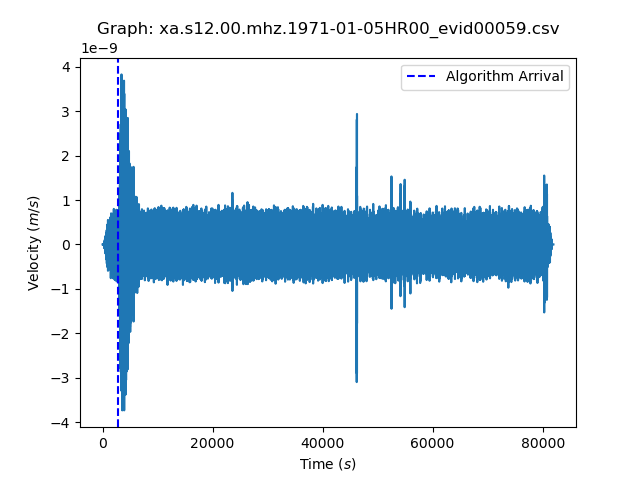 Graph: xa.s12.00.mhz.1971-01-05HR00_evid00059.csv
1e−9
Algorithm Arrival
4
3
2
1
0
−1
−2
−3
−4
Velocity (m/s)
0 20000 40000 60000 80000
Time (s)